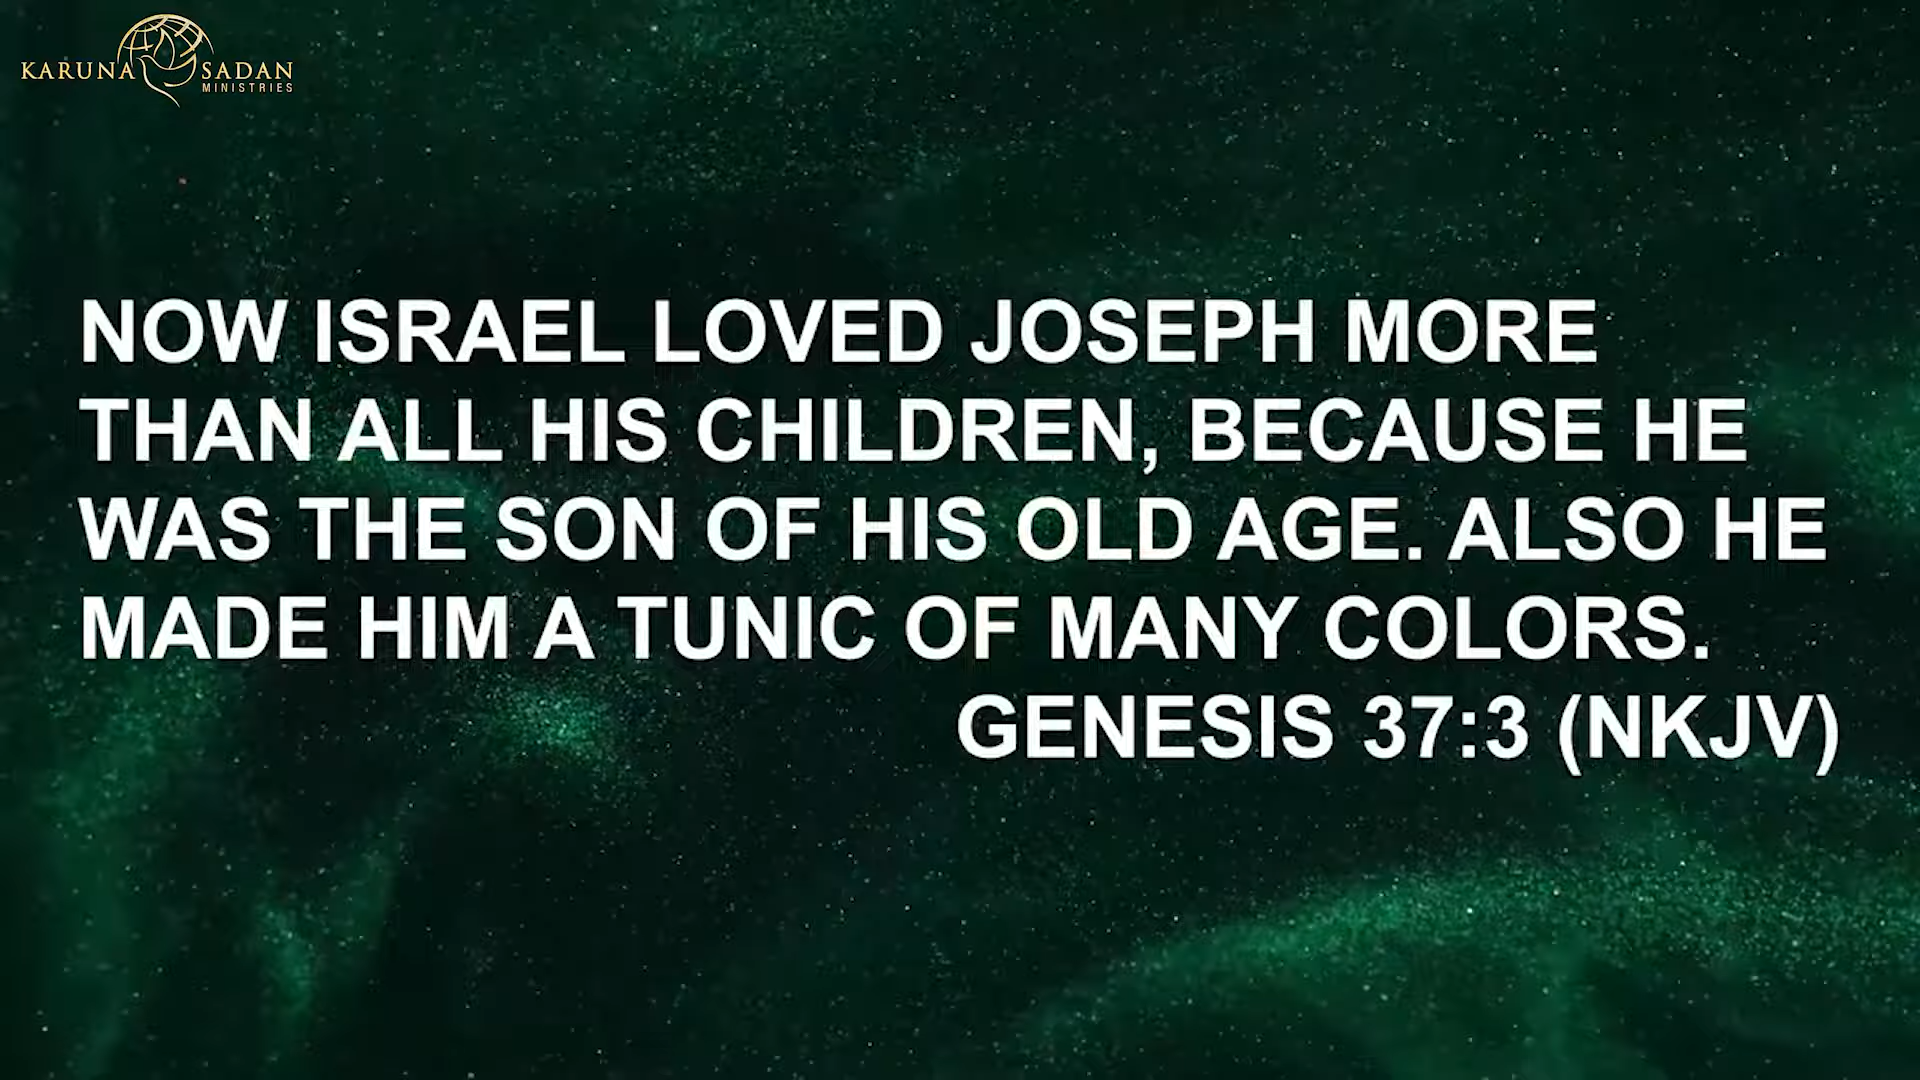 KARUNA SADAN
MINISTRIES
NOW ISRAEL LOVED JOSEPH MORE
THAN ALL HIS CHILDREN, BECAUSE HE
WAS THE SON OF HIS OLD AGE. ALSO HE
MADE HIM A TUNIC OF MANY COLORS.
GENESIS 37:3 (NKJV)